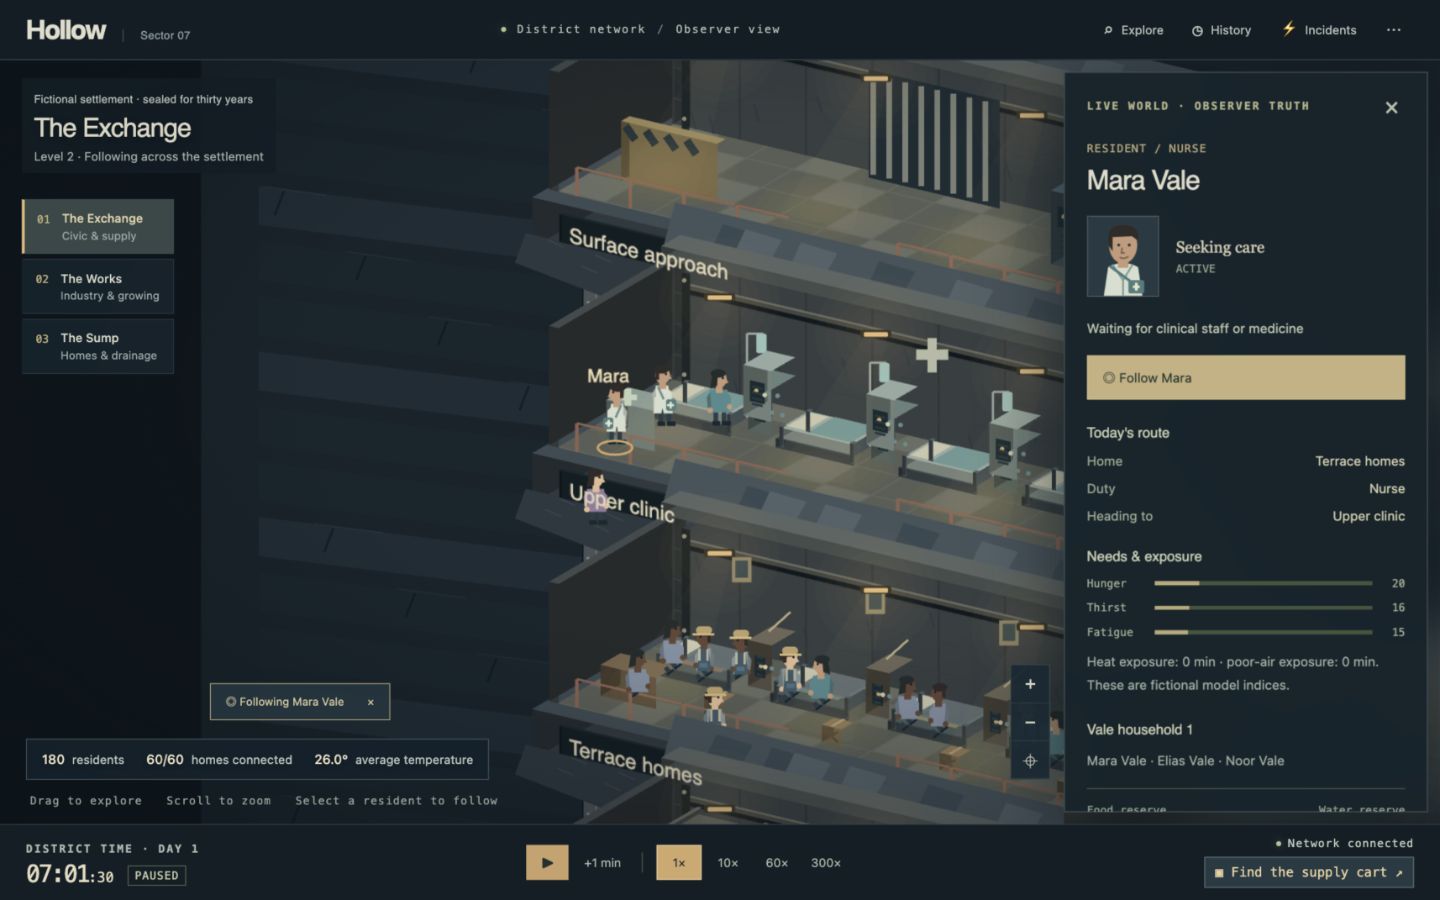 Hollow
Sector 07
District network / Observer view
Explore
History
Incidents
Fictional settlement · sealed for thirty years
The Exchange
Level 2 · Following across the settlement
01 The Exchange
Civic & supply
02 The Works
Industry & growing
03 The Sump
Homes & drainage
Surface approach
Mara
Upper clinic
Terrace homes
Following Mara Vale ×
180 residents 60/60 homes connected 26.0° average temperature
Drag to explore Scroll to zoom Select a resident to follow
LIVE WORLD · OBSERVER TRUTH
RESIDENT / NURSE
Mara Vale
Seeking care
ACTIVE
Waiting for clinical staff or medicine
Follow Mara
Today's route
Home Terrace homes
Duty Nurse
Heading to Upper clinic
Needs & exposure
Hunger 20
Thirst 16
Fatigue 15
Heat exposure: 0 min · poor-air exposure: 0 min.
These are fictional model indices.
Vale household 1
Mara Vale · Elias Vale · Noor Vale
Food reserve Water reserve
DISTRICT TIME · DAY 1
07:01:30 PAUSED
+1 min 1× 10× 60× 300×
Network connected
Find the supply cart ↗